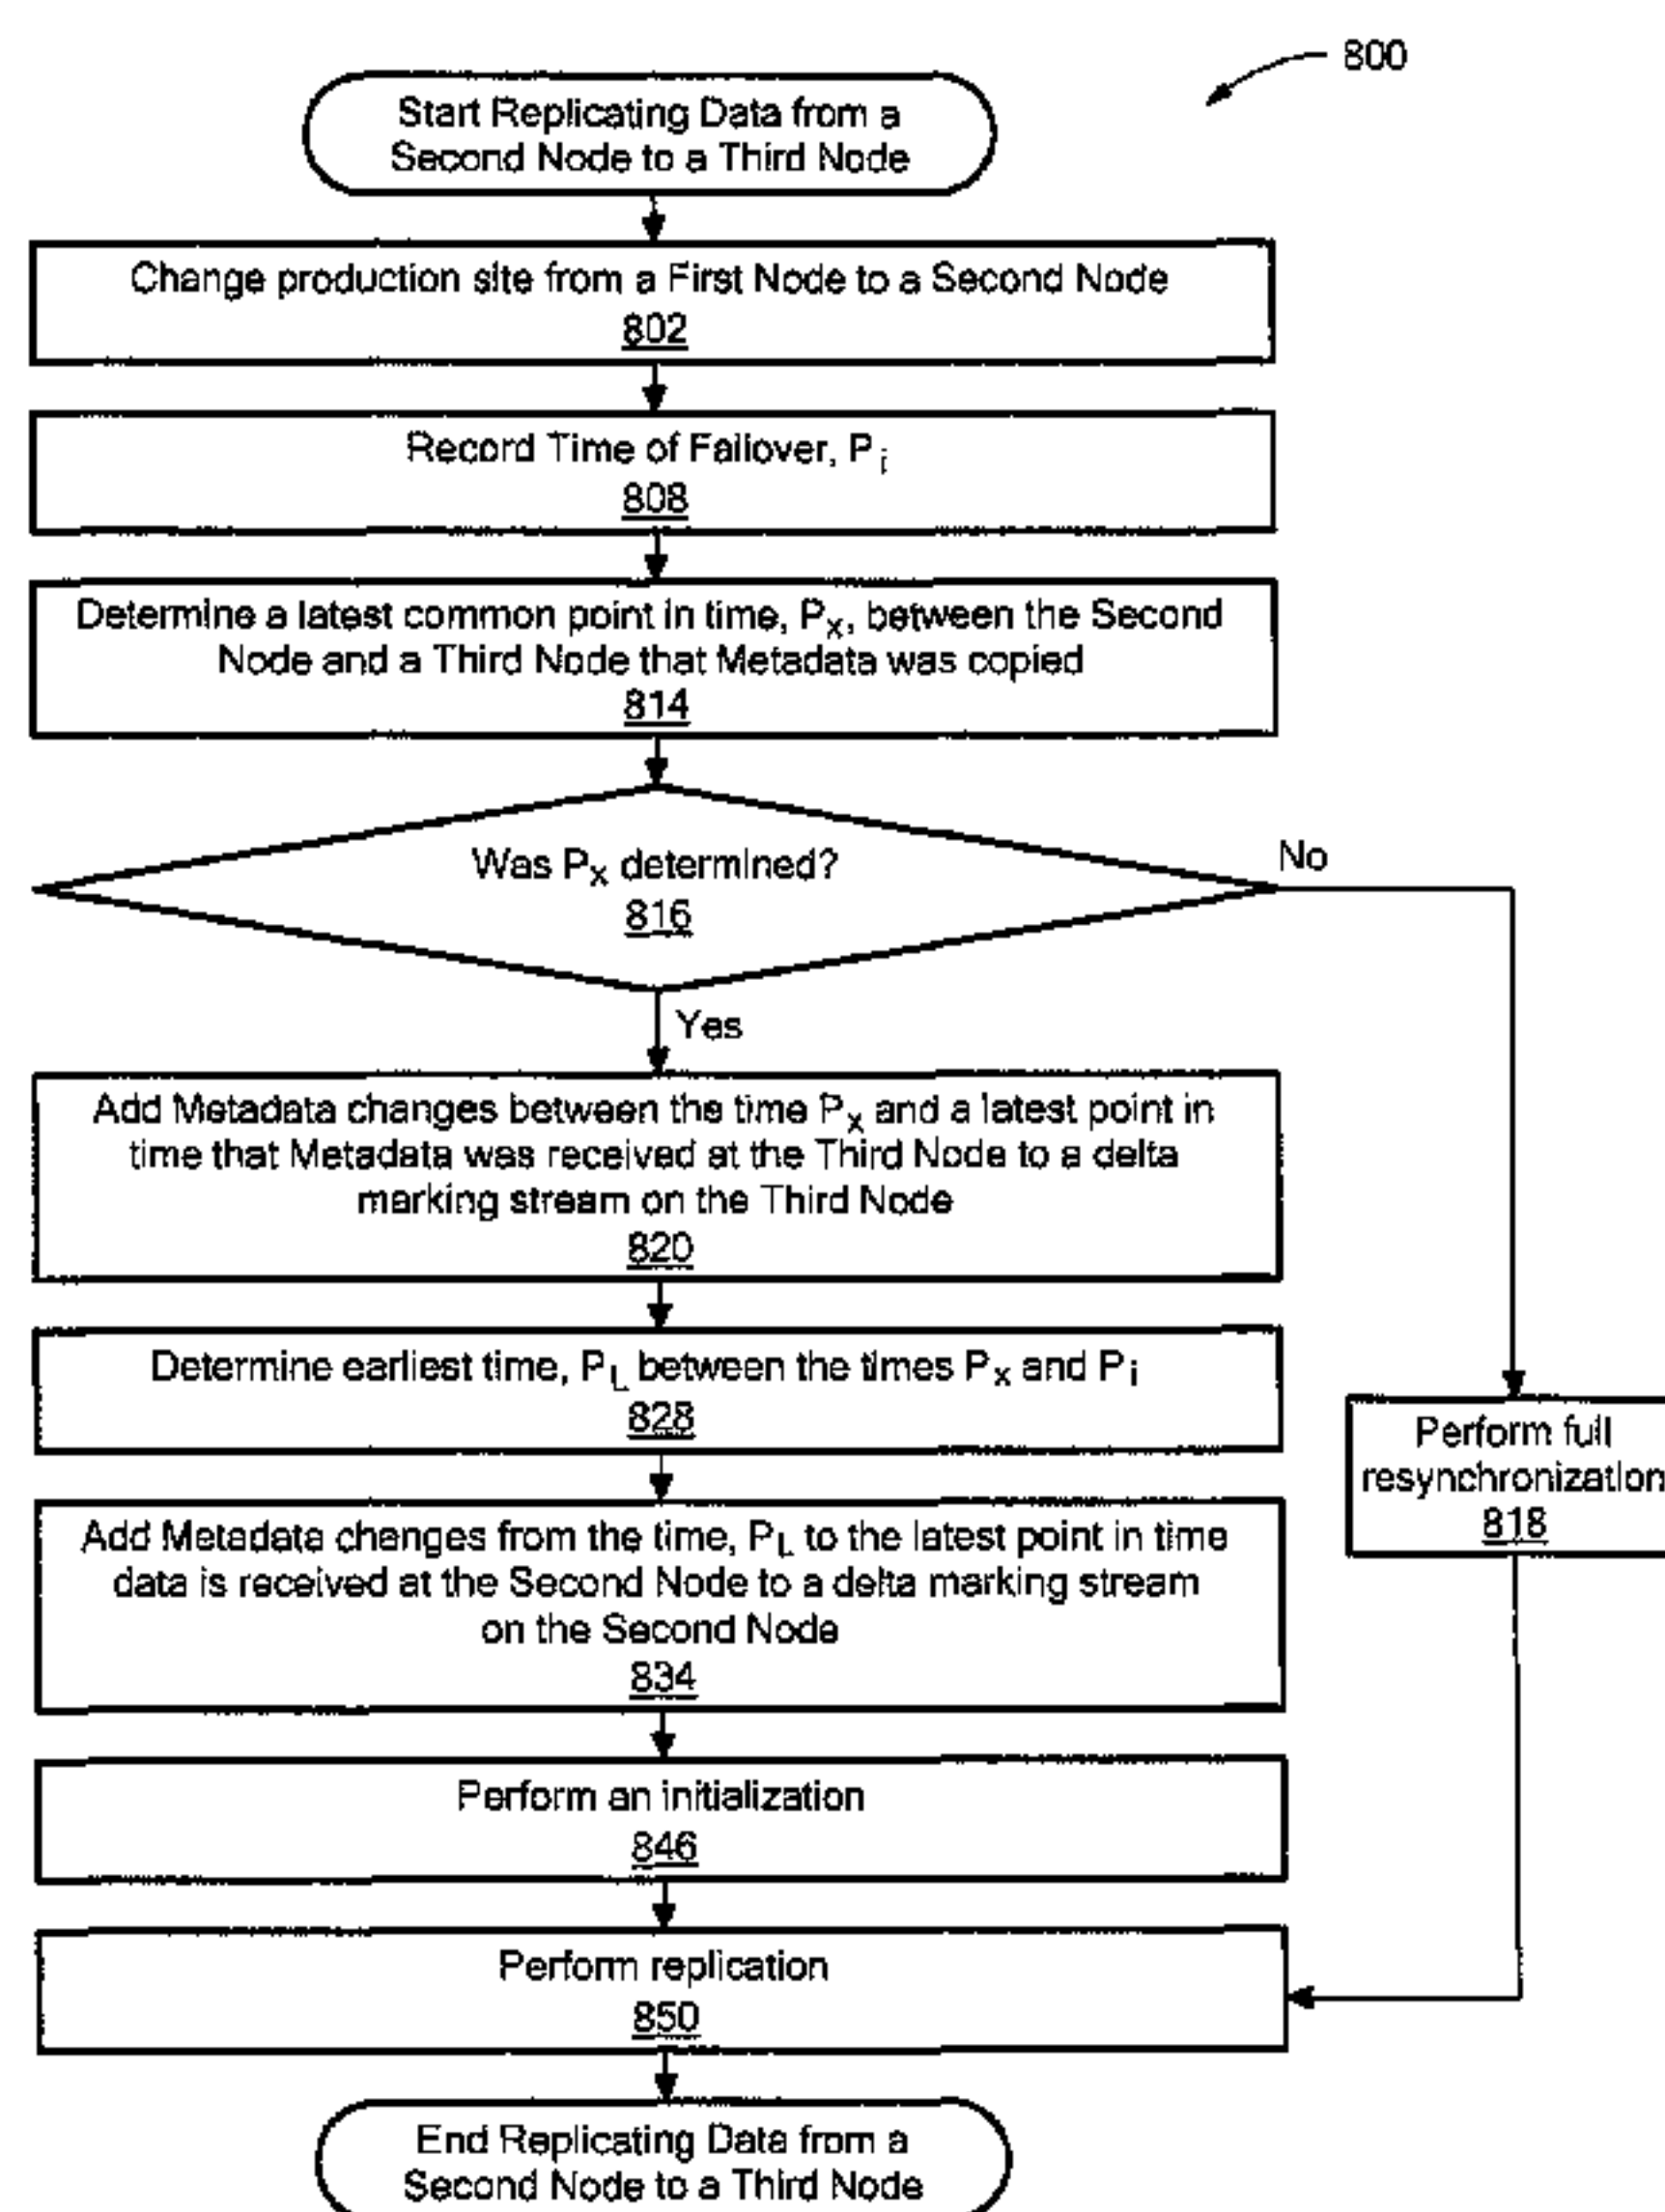 800
Start Replicating Data from a
Second Node to a Third Node
Change production site from a First Node to a Second Node
802
Record Time of Failover, Pi
808
Determine a latest common point in time, Px, between the Second
Node and a Third Node that Metadata was copied
814
Was Px determined?
816
No
Yes
Add Metadata changes between the time Px and a latest point in
time that Metadata was received at the Third Node to a delta
marking stream on the Third Node
820
Determine earliest time, PL between the times Px and Pi
828
Perform full
resynchronization
818
Add Metadata changes from the time, PL to the latest point in time
data is received at the Second Node to a delta marking stream
on the Second Node
834
Perform an initialization
846
Perform replication
850
End Replicating Data from a
Second Node to a Third Node